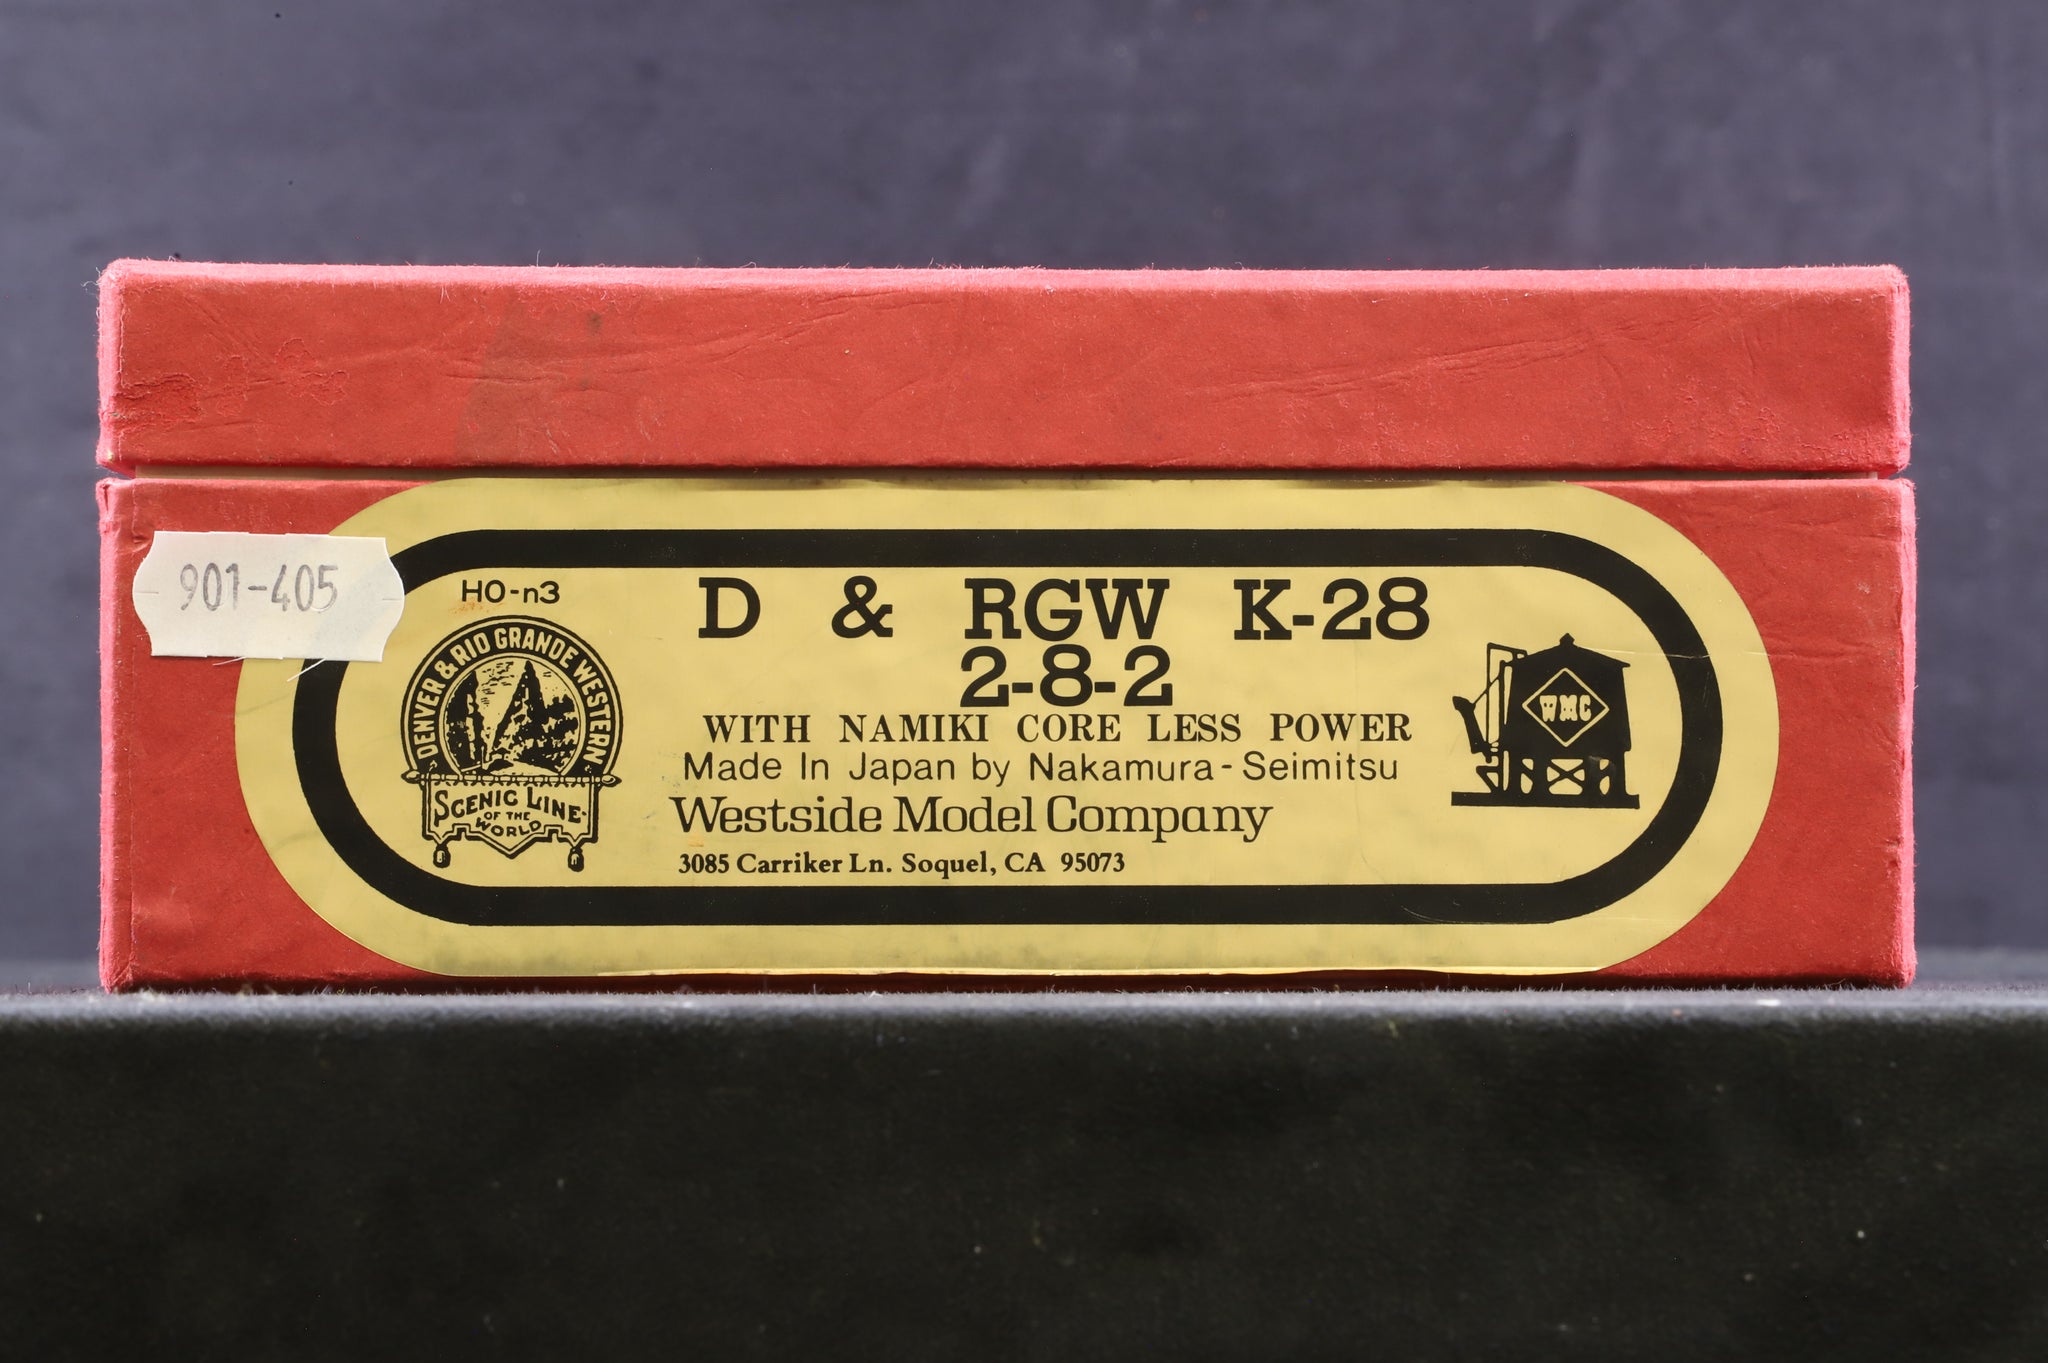 901-405
HO-n3
DENVER & RIO GRANDE WESTERN
SCENIC LINE
OF THE
WORLD
D & RGW K-28
2-8-2
WITH NAMIKI CORE LESS POWER
Made In Japan by Nakamura-Seimitsu
Westside Model Company
3085 Carriker Ln. Soquel, CA 95073
WMC